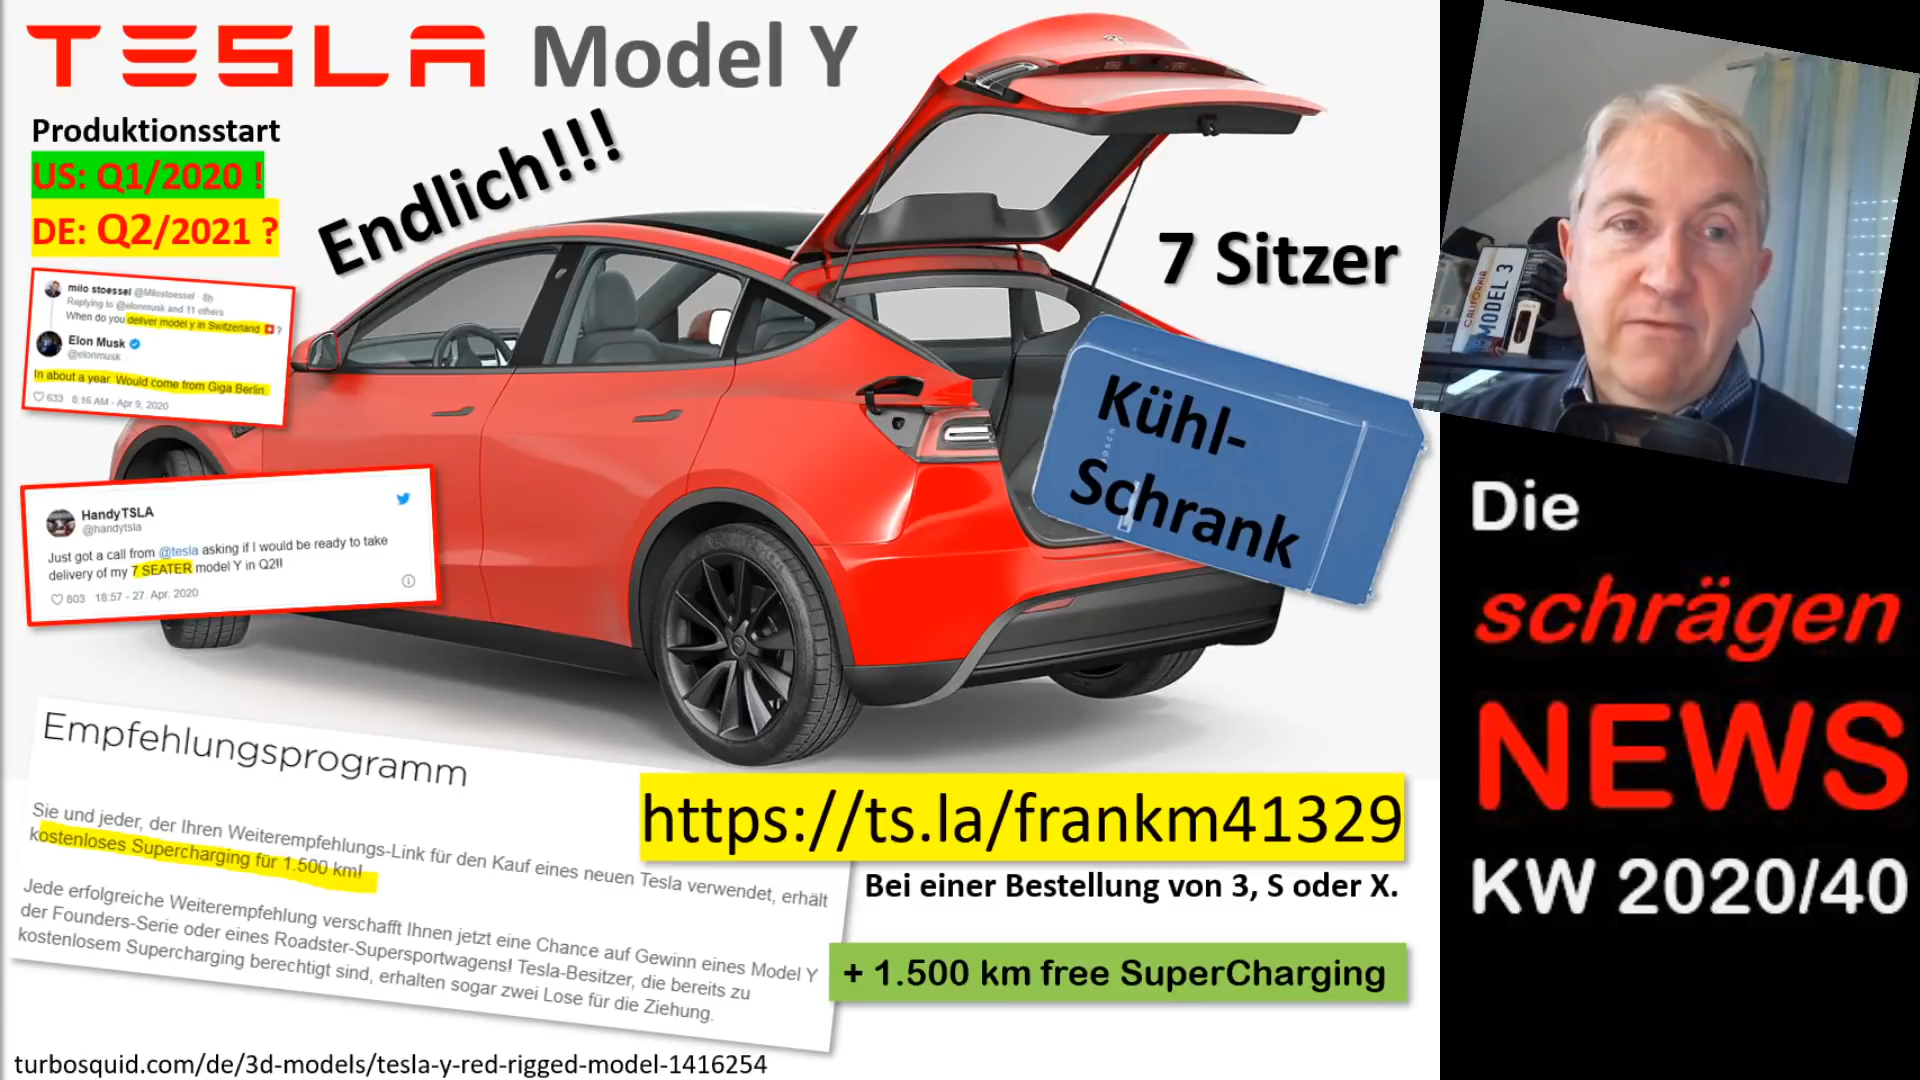 TESLA Model Y
Produktionsstart
US: Q1/2020 !
DE: Q2/2021 ?
Endlich!!!
7 Sitzer
milo stoessel @Milostoessel · 8h
Replying to @elonmusk and 11 others
When do you deliver model y in Switzerland 🇨🇭?
Elon Musk
@elonmusk
In about a year. Would come from Giga Berlin.
633 8:16 AM - Apr 9, 2020
HandyTSLA
@handytsla
Just got a call from @tesla asking if I would be ready to take
delivery of my 7 SEATER model Y in Q2!!
803 18:57 - 27. Apr. 2020
Kühl-
Schrank
BOSCH
Empfehlungsprogramm
Sie und jeder, der Ihren Weiterempfehlungs-Link für den Kauf eines neuen Tesla verwendet, erhält
kostenloses Supercharging für 1.500 km!
Jede erfolgreiche Weiterempfehlung verschafft Ihnen jetzt eine Chance auf Gewinn eines Model Y
der Founders-Serie oder eines Roadster-Supersportwagens! Tesla-Besitzer, die bereits zu
kostenlosem Supercharging berechtigt sind, erhalten sogar zwei Lose für die Ziehung.
https://ts.la/frankm41329
Bei einer Bestellung von 3, S oder X.
+ 1.500 km free SuperCharging
turbosquid.com/de/3d-models/tesla-y-red-rigged-model-1416254
CALIFORNIA
MODEL 3
Die
schrägen
NEWS
KW 2020/40